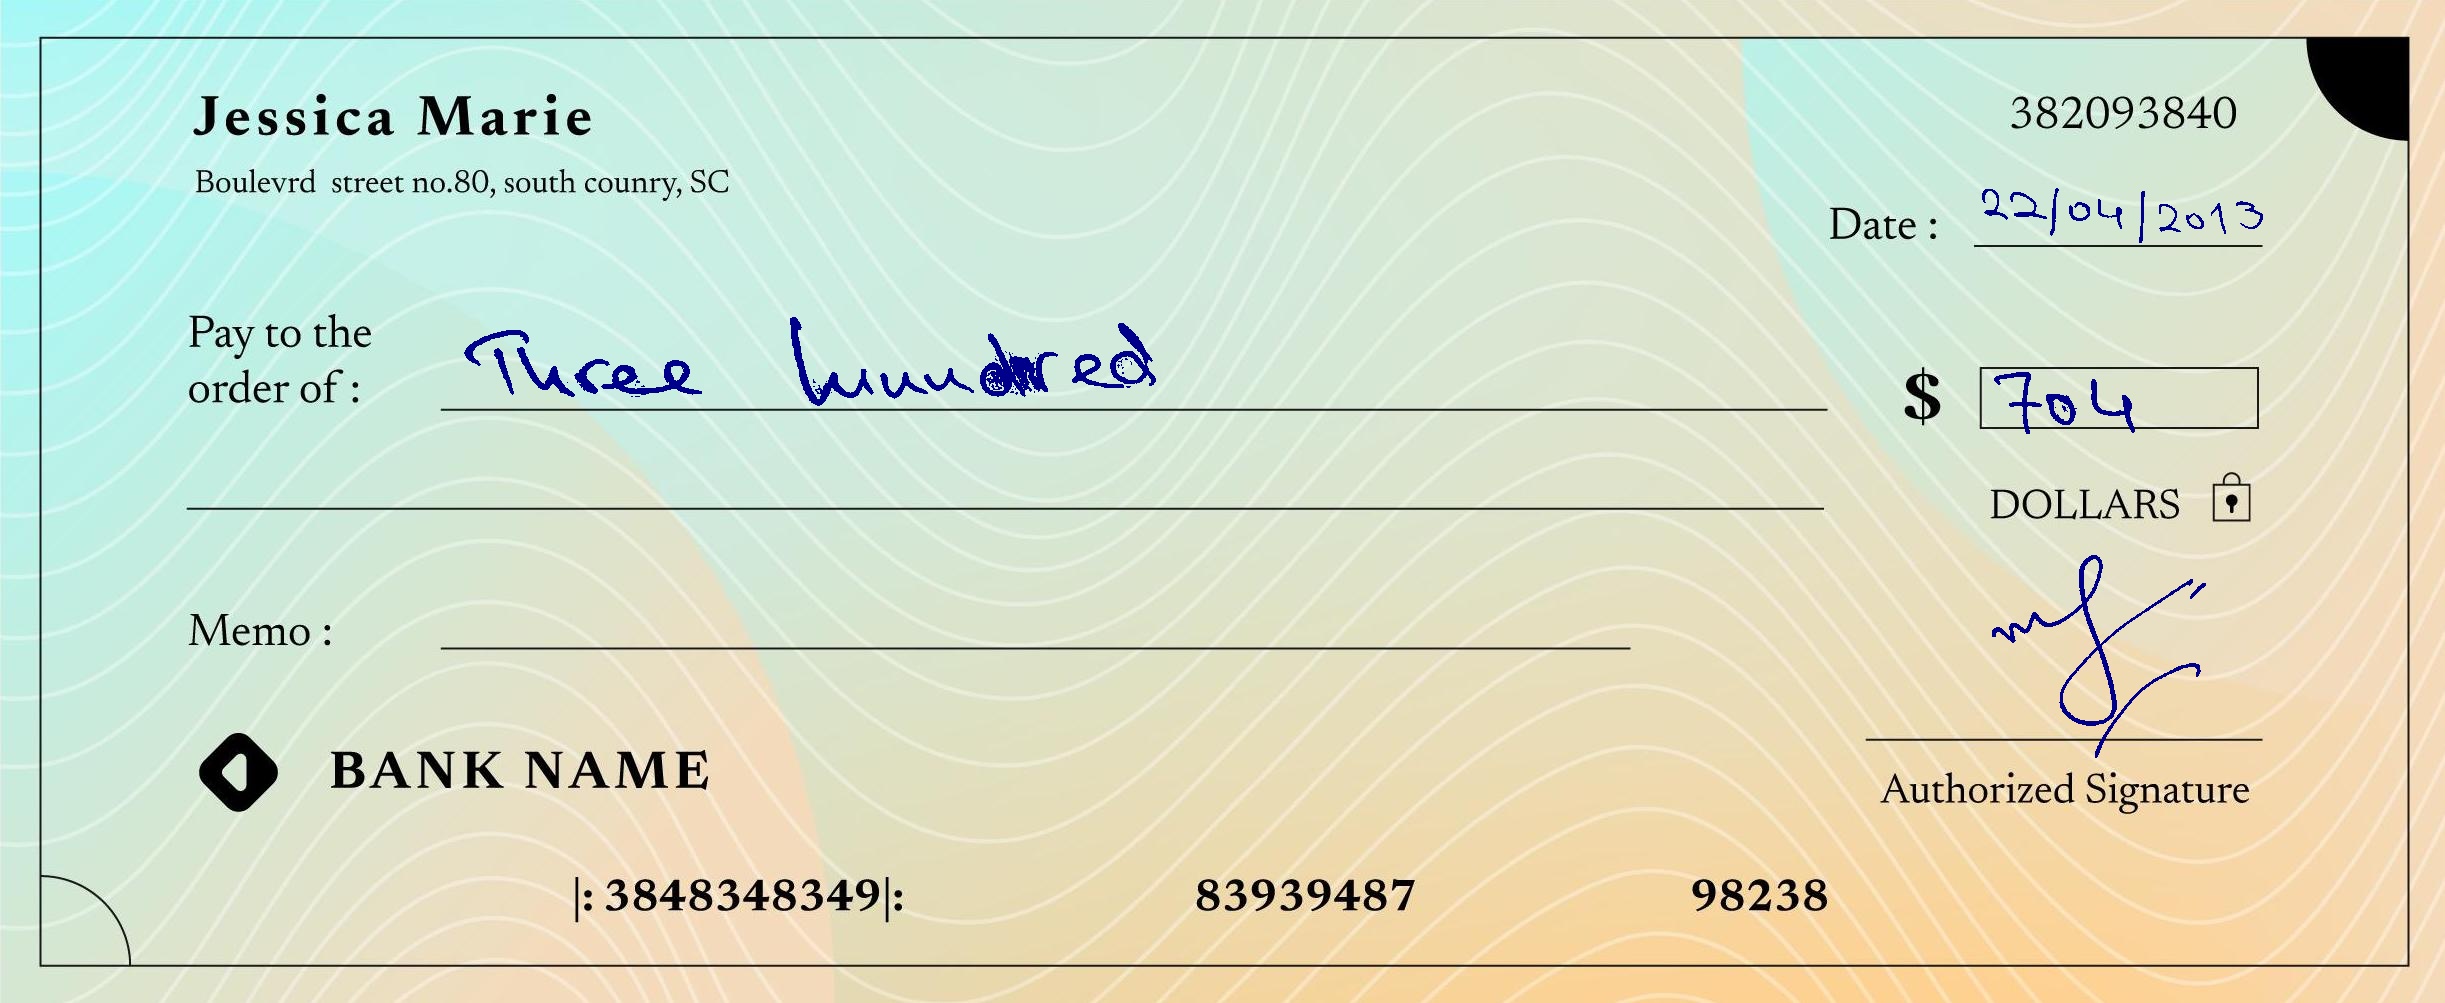 Jessica Marie
382093840
Boulevrd street no.80, south counry, SC
Date : 22/04/2013
Pay to the
order of : Three hundred
$ 704
DOLLARS
Memo :
BANK NAME
Authorized Signature
|: 3848348349|: 83939487 98238